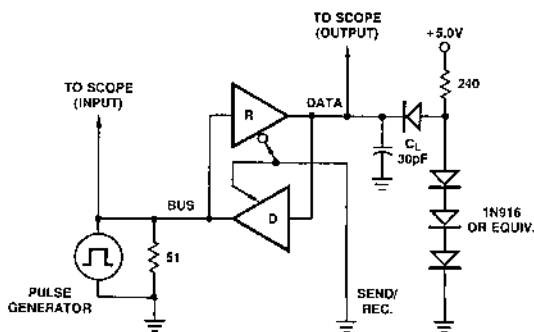 TO SCOPE
(OUTPUT)
+5.0V
TO SCOPE
(INPUT)
240
R
DATA
CL
30pF
BUS
D
1N916
OR EQUIV.
51
PULSE
GENERATOR
SEND/
REC.